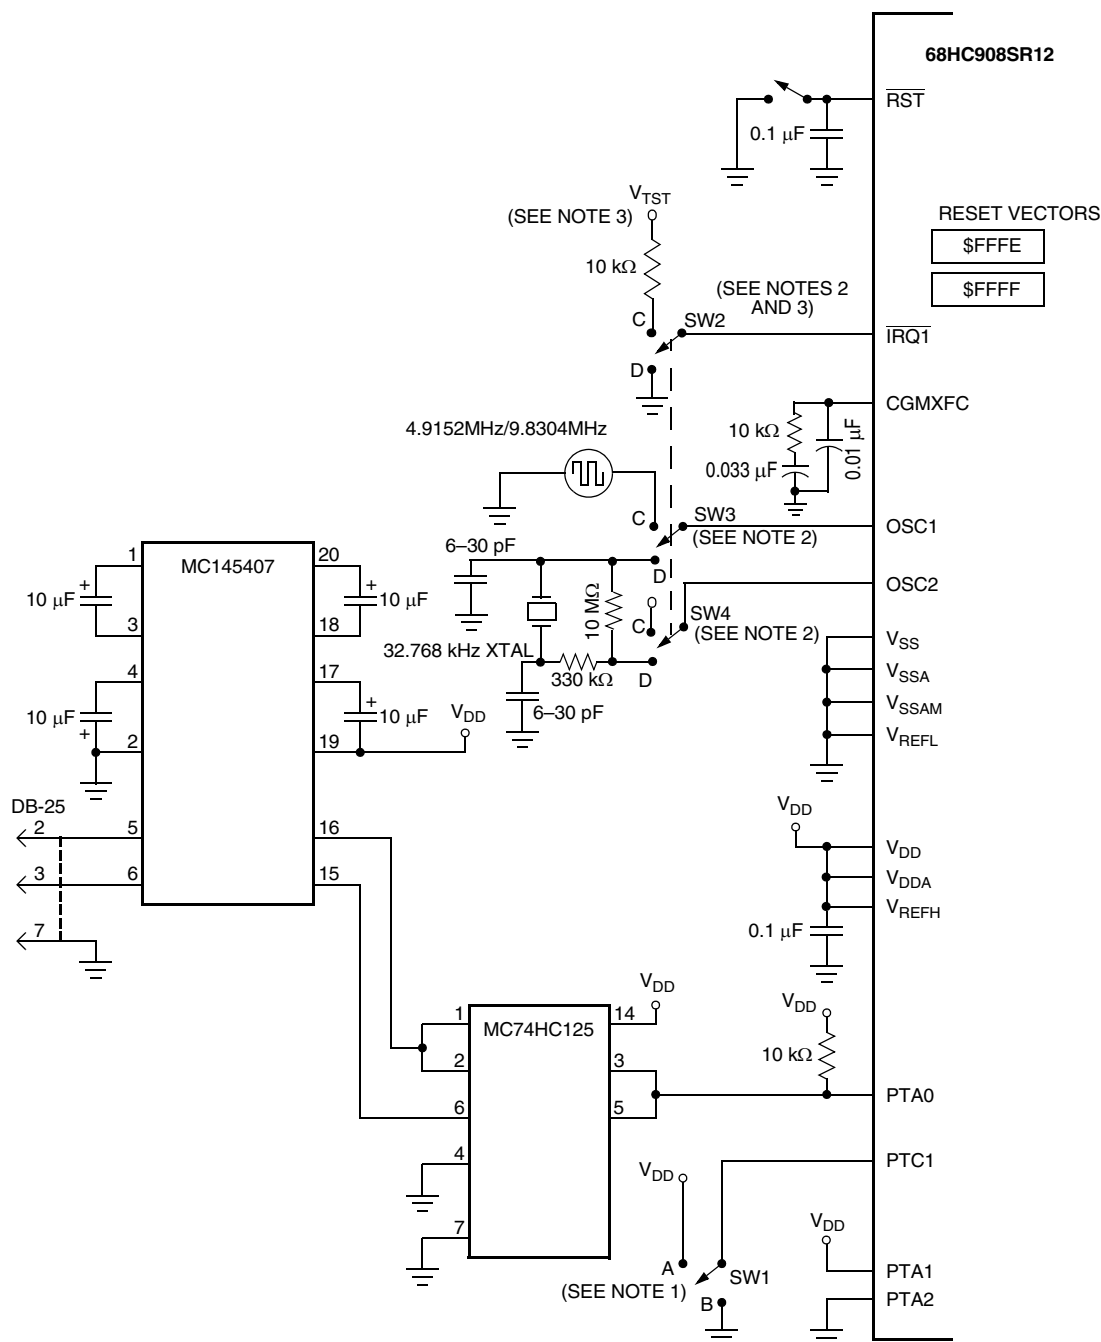 68HC908SR12
RST
0.1 µF
VTST
(SEE NOTE 3)
RESET VECTORS
$FFFE
$FFFF
10 kΩ
(SEE NOTES 2
AND 3)
C
SW2
IRQ1
D
CGMXFC
10 kΩ
0.01 µF
0.033 µF
4.9152MHz/9.8304MHz
C
SW3
OSC1
(SEE NOTE 2)
6–30 pF
D
OSC2
10 MΩ
C
SW4
(SEE NOTE 2)
32.768 kHz XTAL
330 kΩ
D
6–30 pF
VSS
VSSA
VSSAM
VREFL
MC145407
1
20
10 µF
+
+
10 µF
3
18
4
17
10 µF
+
+
10 µF
VDD
2
19
DB-25
2
5
16
3
6
15
7
VDD
VDD
VDDA
VREFH
0.1 µF
VDD
MC74HC125
1
14
2
3
6
5
4
7
VDD
10 kΩ
PTA0
PTC1
VDD
A
SW1
(SEE NOTE 1)
B
VDD
PTA1
PTA2